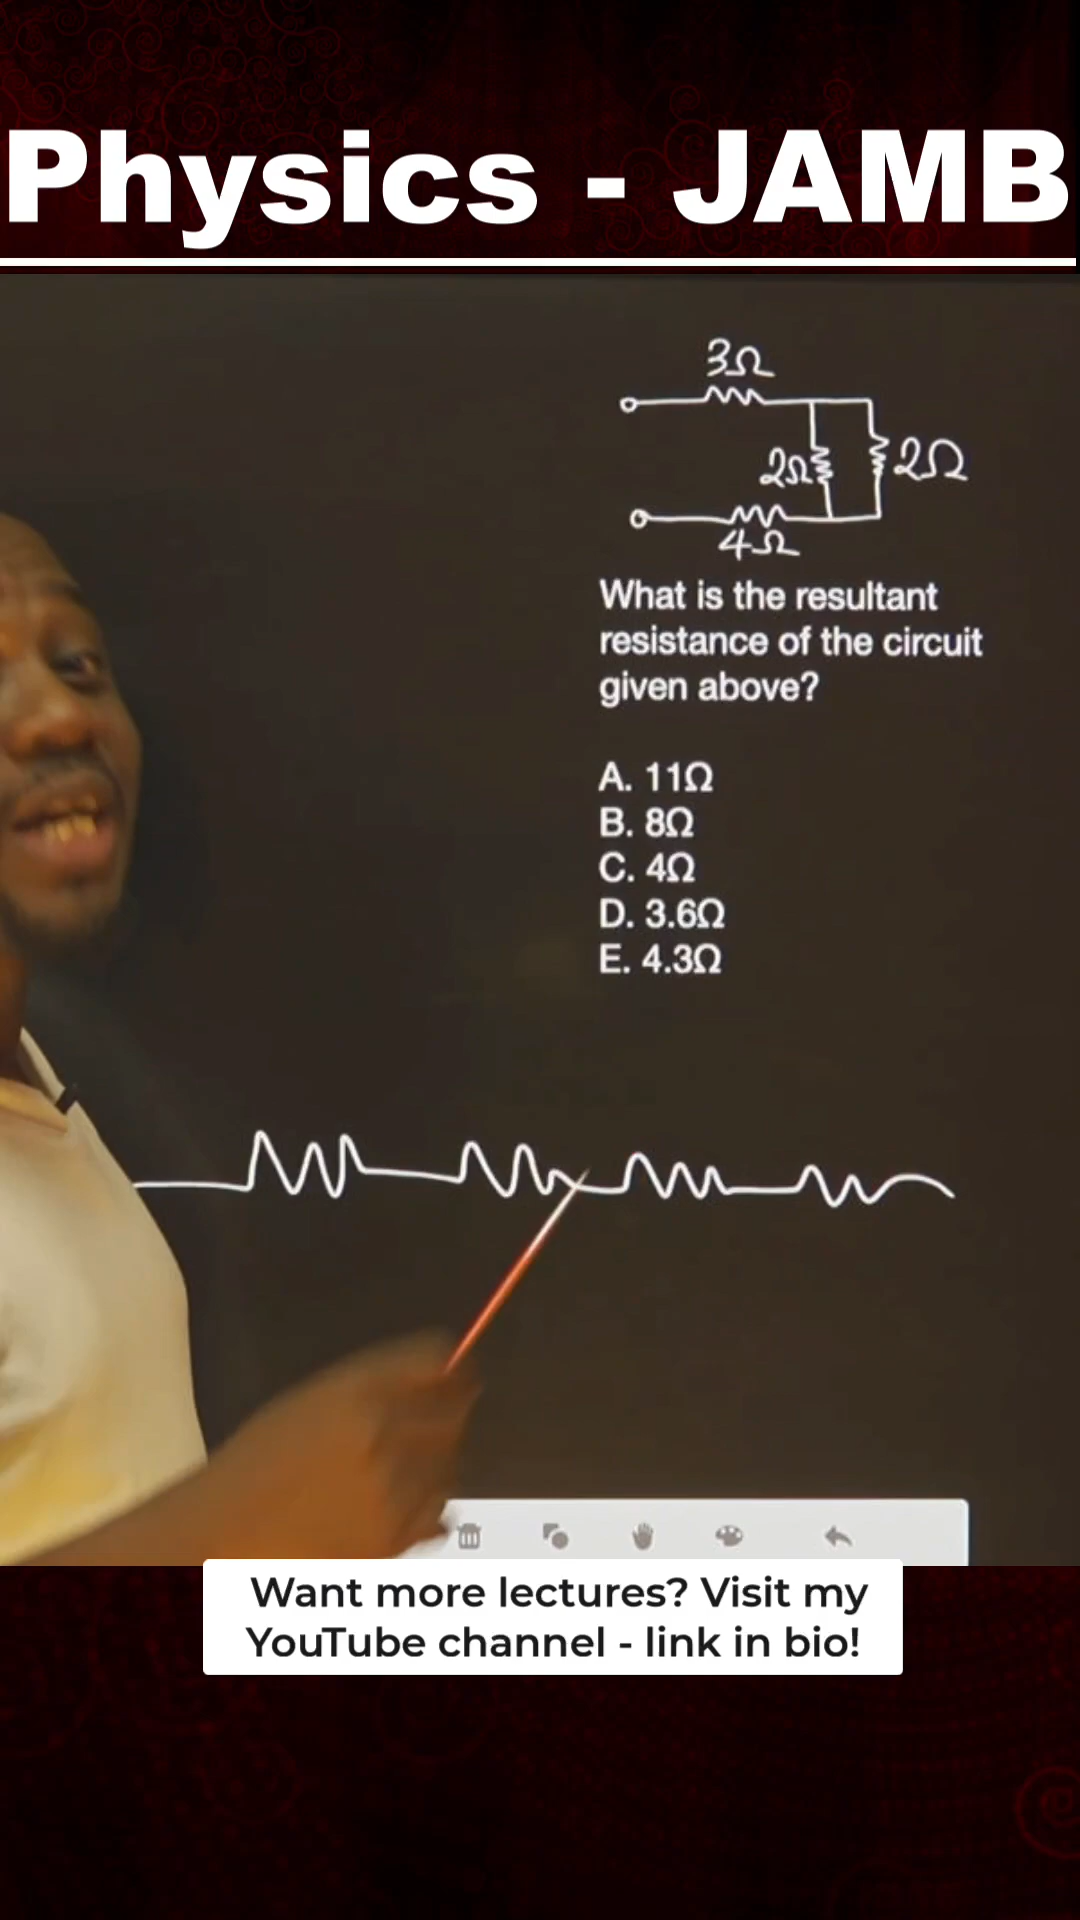 Physics - JAMB
3Ω
2Ω
2Ω
4Ω
What is the resultant
resistance of the circuit
given above?
A. 11Ω
B. 8Ω
C. 4Ω
D. 3.6Ω
E. 4.3Ω
Want more lectures? Visit my
YouTube channel - link in bio!